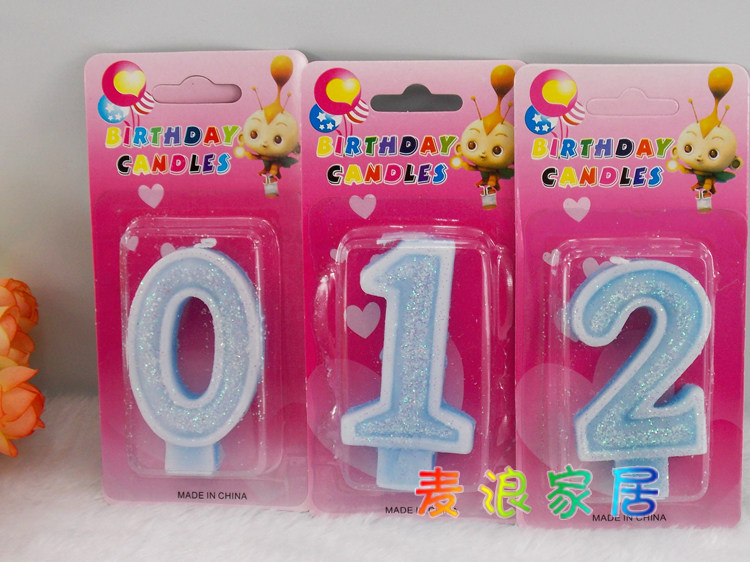 BIRTHDAY
CANDLES
0
MADE IN CHINA
BIRTHDAY
CANDLES
1
BIRTHDAY
CANDLES
2
MADE IN CHINA
麦浪家居